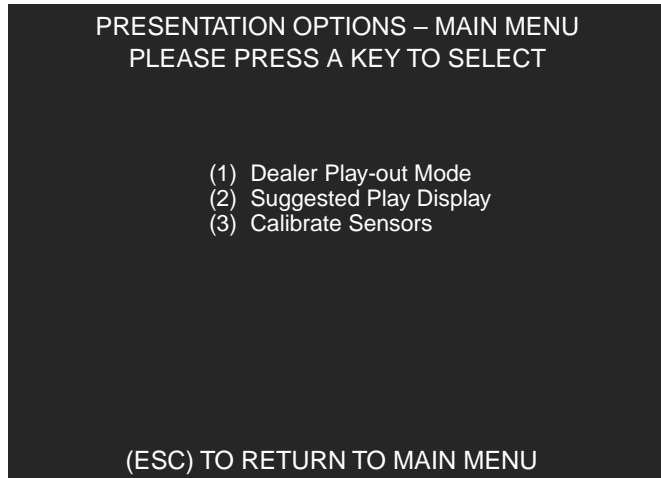 PRESENTATION OPTIONS – MAIN MENU
PLEASE PRESS A KEY TO SELECT
(1) Dealer Play-out Mode
(2) Suggested Play Display
(3) Calibrate Sensors
(ESC) TO RETURN TO MAIN MENU